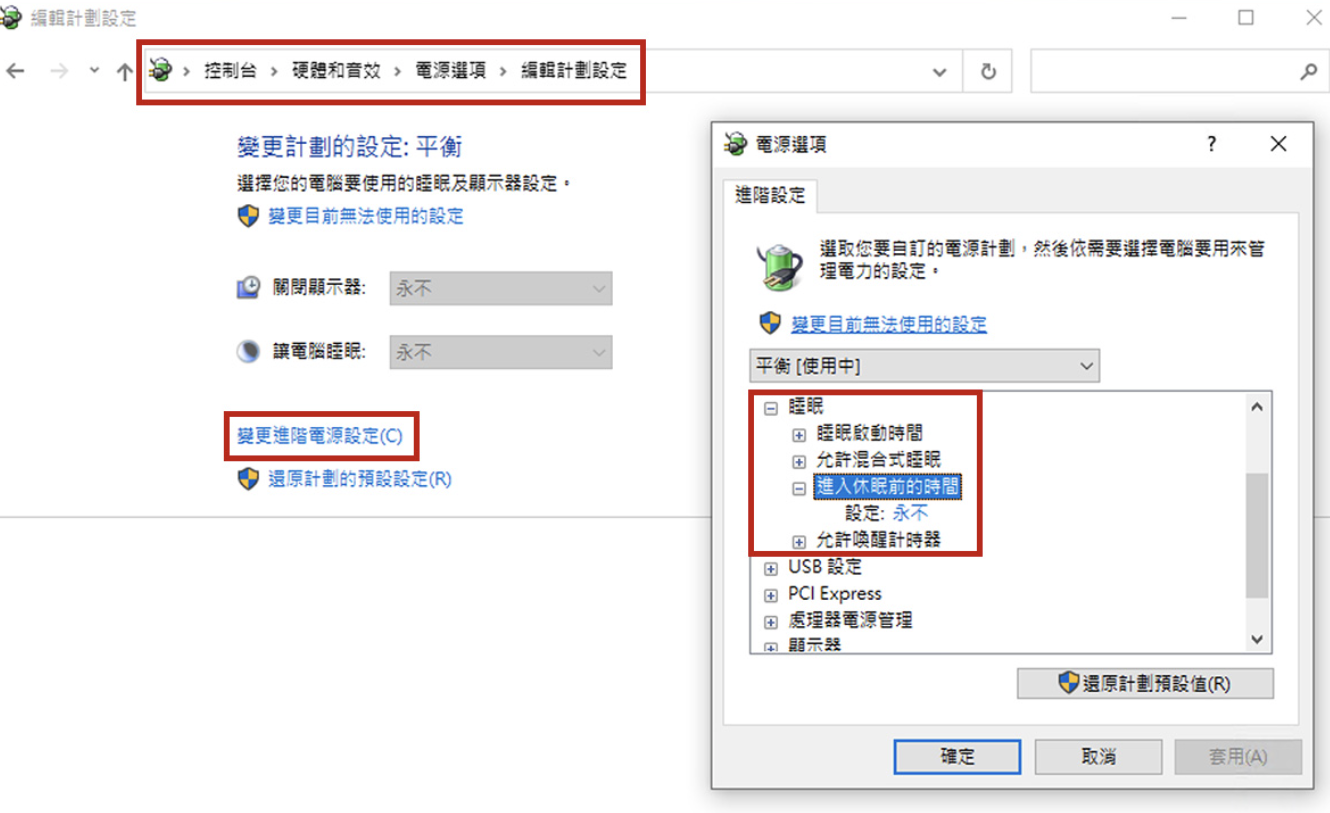 編輯計劃設定
控制台 › 硬體和音效 › 電源選項 › 編輯計劃設定
變更計劃的設定: 平衡
選擇您的電腦要使用的睡眠及顯示器設定。
變更目前無法使用的設定
關閉顯示器: 永不
讓電腦睡眠: 永不
變更進階電源設定(C)
還原計劃的預設設定(R)
電源選項
進階設定
選取您要自訂的電源計劃，然後依需要選擇電腦要用來管
理電力的設定。
變更目前無法使用的設定
平衡 [使用中]
睡眠
睡眠啟動時間
允許混合式睡眠
進入休眠前的時間
設定: 永不
允許喚醒計時器
USB 設定
PCI Express
處理器電源管理
顯示器
還原計劃預設值(R)
確定
取消
套用(A)